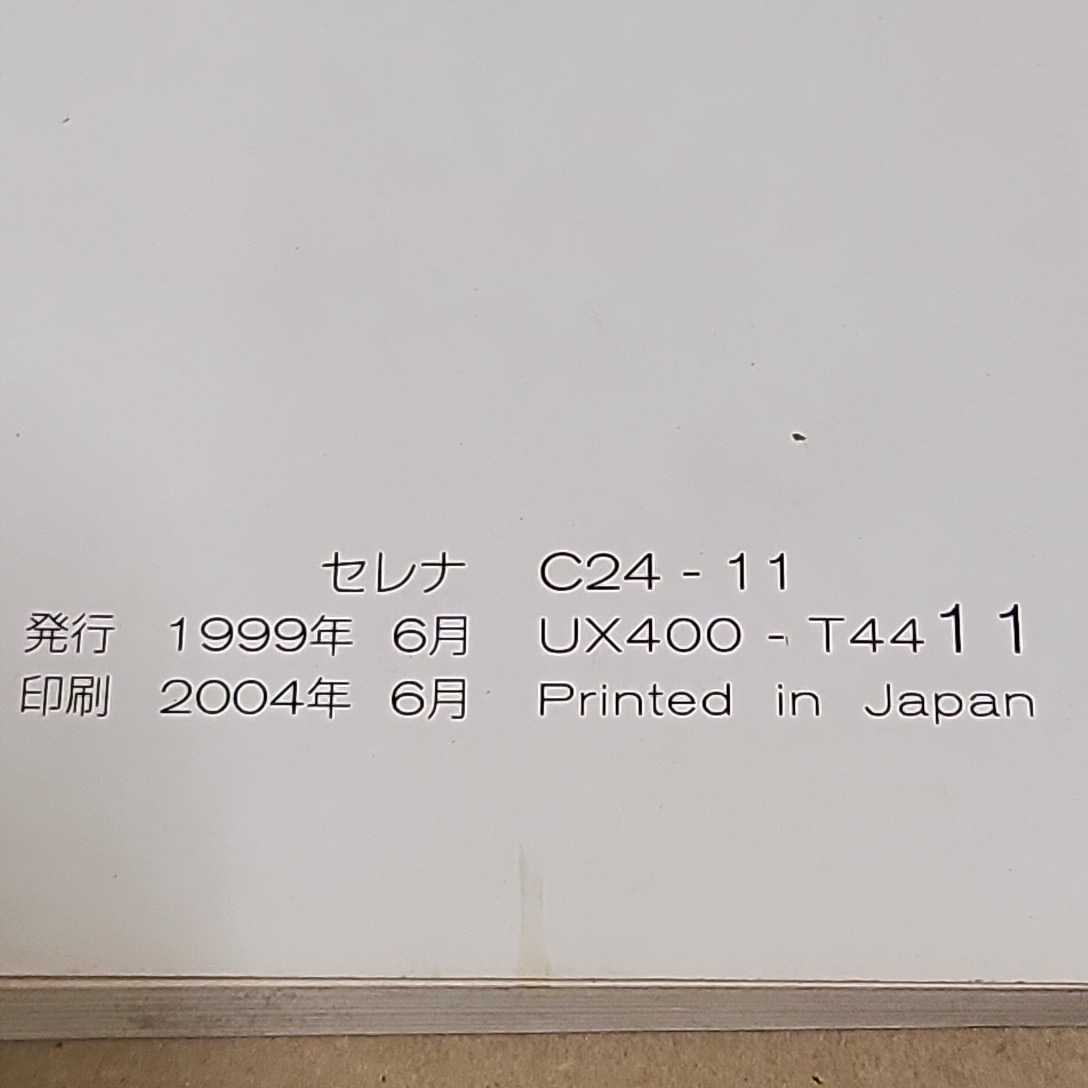 セレナ C24 - 11
発行 1999年 6月 UX400 - T4411
印刷 2004年 6月 Printed in Japan